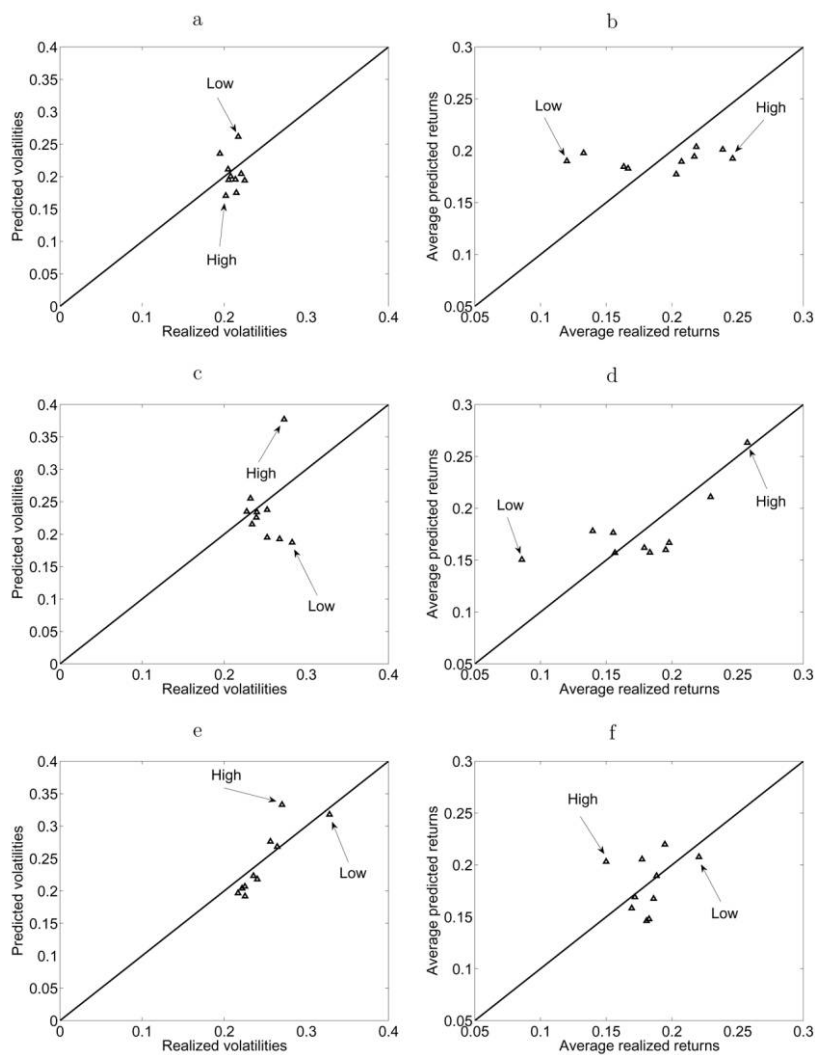 a
0.4
0.35
0.3
0.25
0.2
0.15
0.1
0.05
0
Predicted volatilities
Low
High
0
0.1
0.2
0.3
0.4
Realized volatilities
b
0.3
0.25
0.2
0.15
0.1
0.05
Average predicted returns
Low
High
0.05
0.1
0.15
0.2
0.25
0.3
Average realized returns
c
0.4
0.35
0.3
0.25
0.2
0.15
0.1
0.05
0
Predicted volatilities
High
Low
0
0.1
0.2
0.3
0.4
Realized volatilities
d
0.3
0.25
0.2
0.15
0.1
0.05
Average predicted returns
Low
High
0.05
0.1
0.15
0.2
0.25
0.3
Average realized returns
e
0.4
0.35
0.3
0.25
0.2
0.15
0.1
0.05
0
Predicted volatilities
High
Low
0
0.1
0.2
0.3
0.4
Realized volatilities
f
0.3
0.25
0.2
0.15
0.1
0.05
Average predicted returns
High
Low
0.05
0.1
0.15
0.2
0.25
0.3
Average realized returns